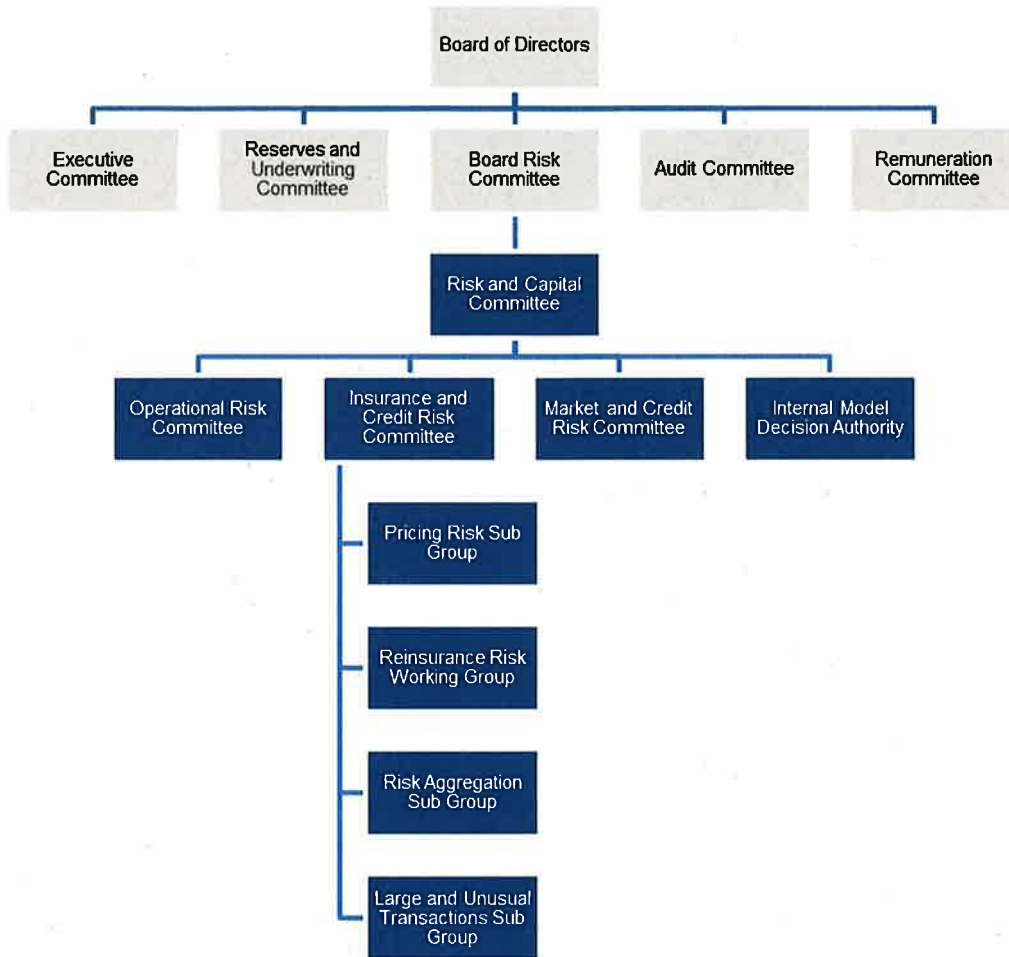 Board of Directors
Executive
Committee
Reserves and
Underwriting
Committee
Board Risk
Committee
Audit Committee
Remuneration
Committee
Risk and Capital
Committee
Operational Risk
Committee
Insurance and
Credit Risk
Committee
Market and Credit
Risk Committee
Internal Model
Decision Authority
Pricing Risk Sub
Group
Reinsurance Risk
Working Group
Risk Aggregation
Sub Group
Large and Unusual
Transactions Sub
Group